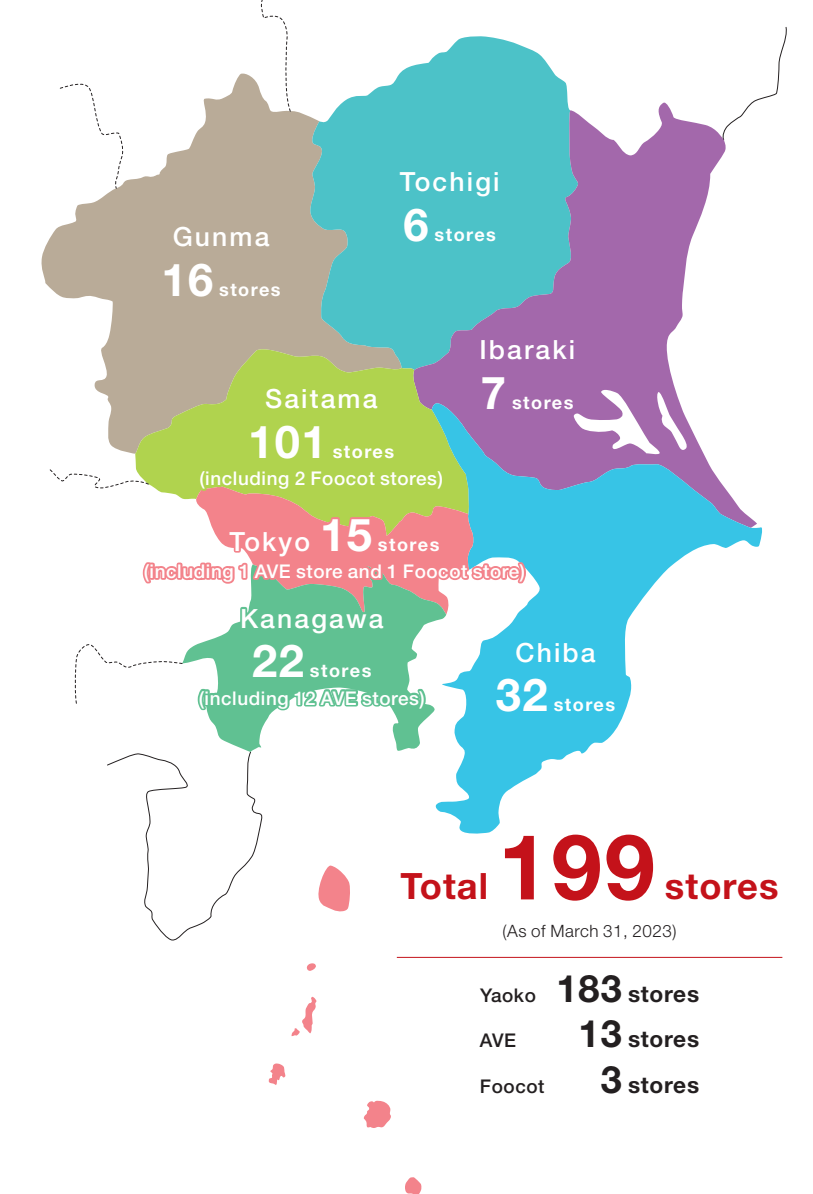 Tochigi
6 stores
Gunma
16 stores
Ibaraki
7 stores
Saitama
101 stores
(including 2 Foocot stores)
Tokyo 15 stores
(including 1 AVE store and 1 Foocot store)
Kanagawa
22 stores
(including 12 AVE stores)
Chiba
32 stores
Total 199 stores
(As of March 31, 2023)
Yaoko 183 stores
AVE 13 stores
Foocot 3 stores